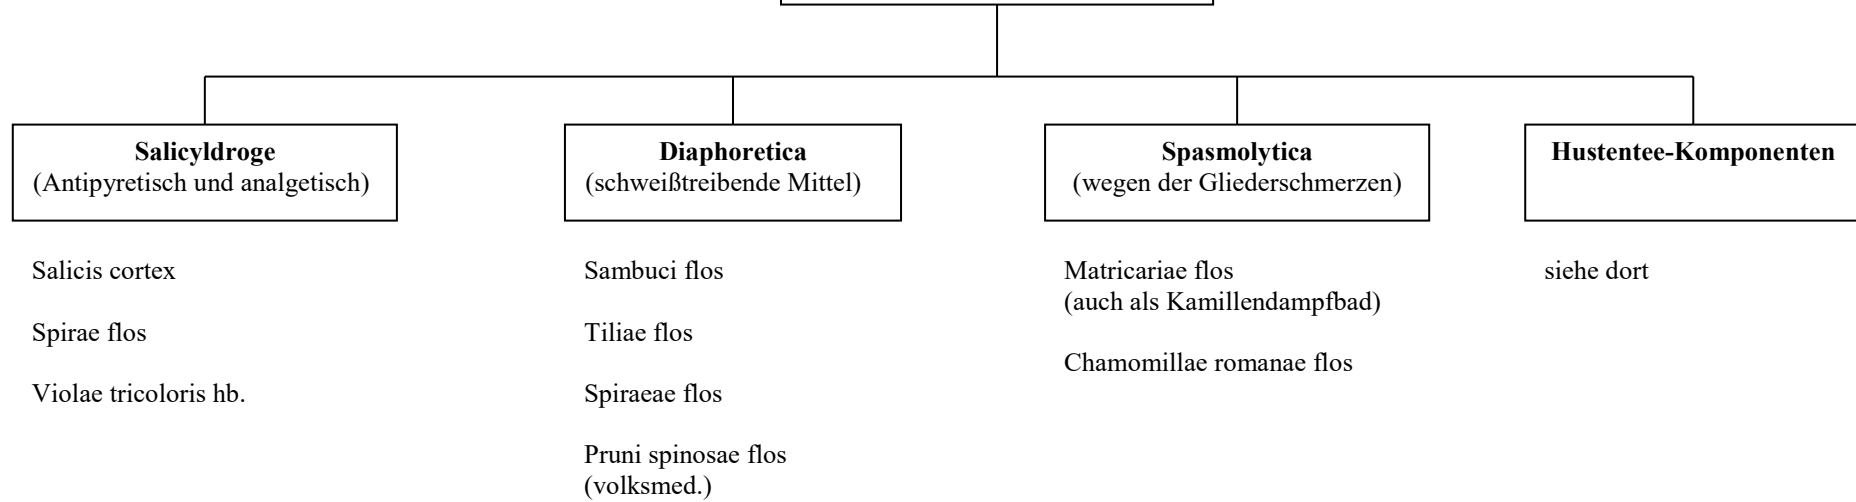 Salicyldroge
(Antipyretisch und analgetisch)
Salicis cortex
Spirae flos
Violae tricoloris hb.
Diaphoretica
(schweißtreibende Mittel)
Sambuci flos
Tiliae flos
Spiraeae flos
Pruni spinosae flos
(volksmed.)
Spasmolytica
(wegen der Gliederschmerzen)
Matricariae flos
(auch als Kamillendampfbad)
Chamomillae romanae flos
Hustentee-Komponenten
siehe dort